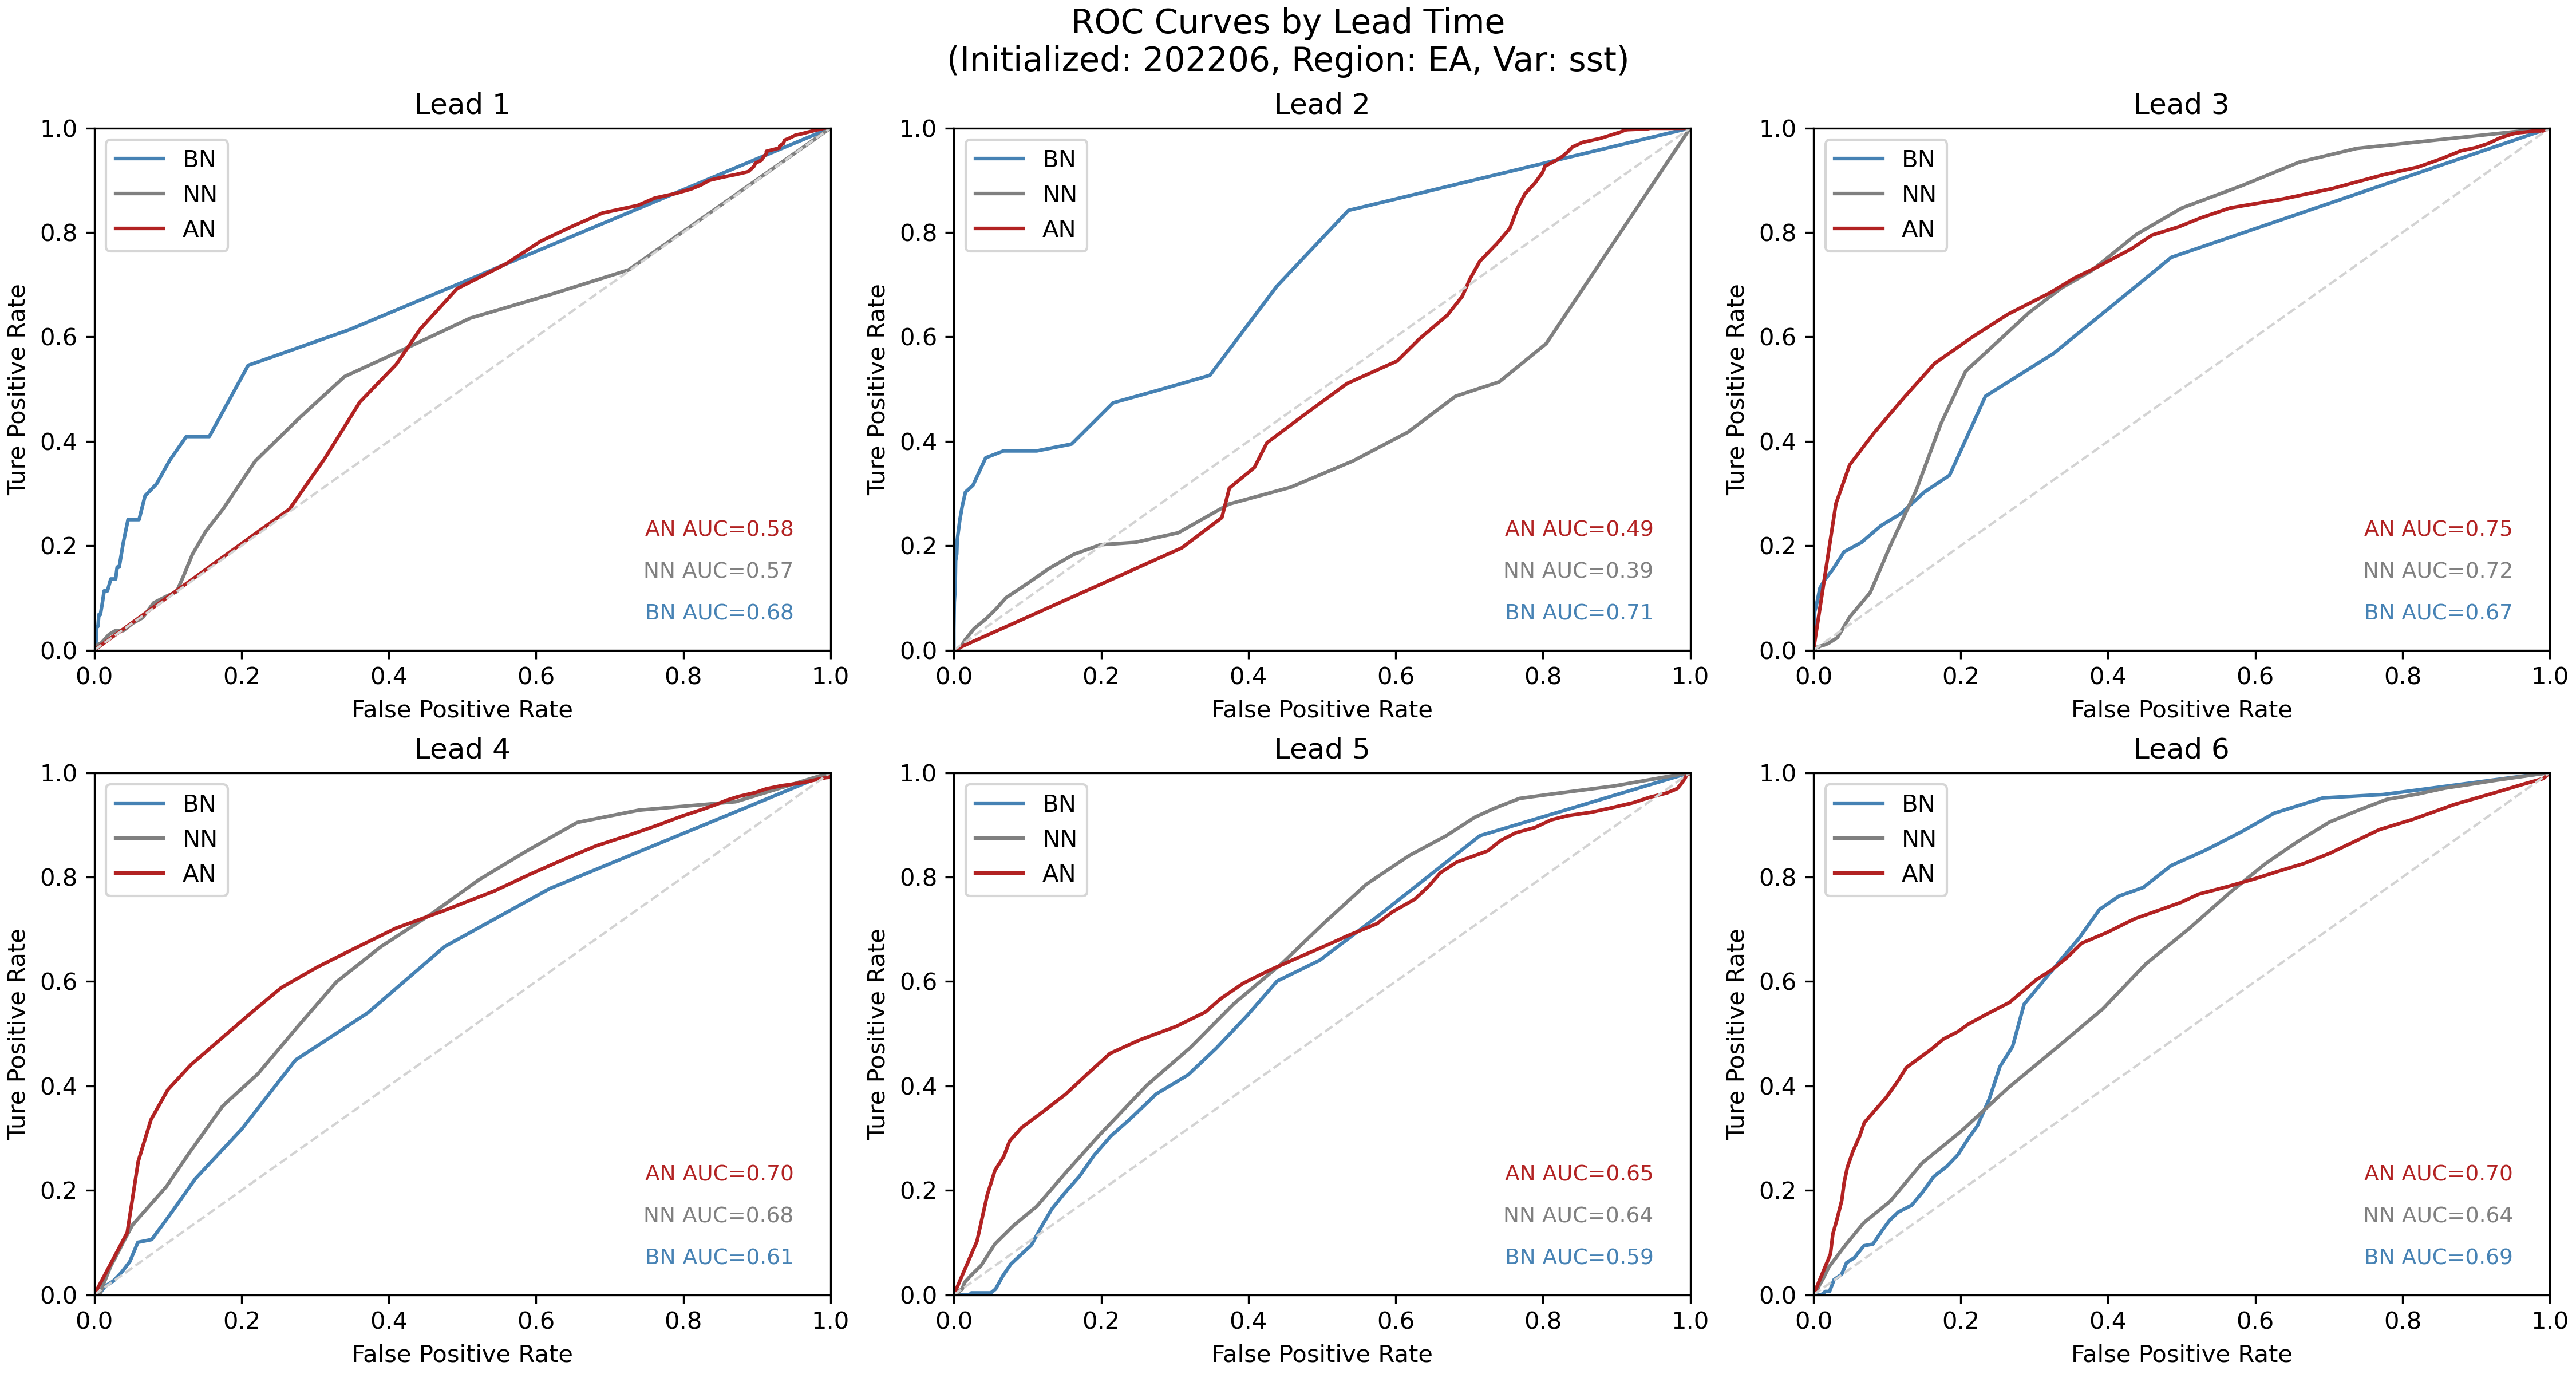 ROC Curves by Lead Time
(Initialized: 202206, Region: EA, Var: sst)
Lead 1
1.0
0.8
0.6
0.4
0.2
0.0
Ture Positive Rate
BN
NN
AN
AN AUC=0.58
NN AUC=0.57
BN AUC=0.68
0.0 0.2 0.4 0.6 0.8 1.0
False Positive Rate
Lead 2
1.0
0.8
0.6
0.4
0.2
0.0
Ture Positive Rate
BN
NN
AN
AN AUC=0.49
NN AUC=0.39
BN AUC=0.71
0.0 0.2 0.4 0.6 0.8 1.0
False Positive Rate
Lead 3
1.0
0.8
0.6
0.4
0.2
0.0
Ture Positive Rate
BN
NN
AN
AN AUC=0.75
NN AUC=0.72
BN AUC=0.67
0.0 0.2 0.4 0.6 0.8 1.0
False Positive Rate
Lead 4
1.0
0.8
0.6
0.4
0.2
0.0
Ture Positive Rate
BN
NN
AN
AN AUC=0.70
NN AUC=0.68
BN AUC=0.61
0.0 0.2 0.4 0.6 0.8 1.0
False Positive Rate
Lead 5
1.0
0.8
0.6
0.4
0.2
0.0
Ture Positive Rate
BN
NN
AN
AN AUC=0.65
NN AUC=0.64
BN AUC=0.59
0.0 0.2 0.4 0.6 0.8 1.0
False Positive Rate
Lead 6
1.0
0.8
0.6
0.4
0.2
0.0
Ture Positive Rate
BN
NN
AN
AN AUC=0.70
NN AUC=0.64
BN AUC=0.69
0.0 0.2 0.4 0.6 0.8 1.0
False Positive Rate